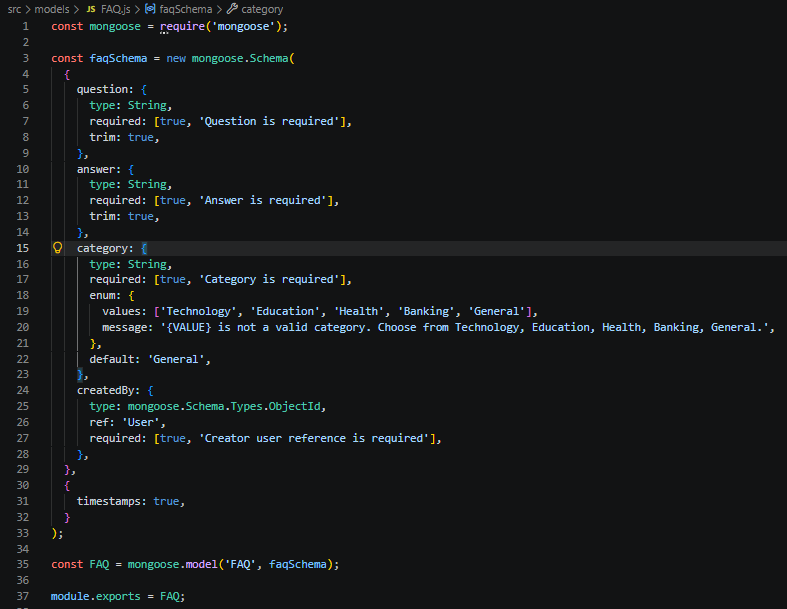 src > models > JS FAQ.js > faqSchema > category
1 const mongoose = require('mongoose');
2
3 const faqSchema = new mongoose.Schema(
4   {
5     question: {
6       type: String,
7       required: [true, 'Question is required'],
8       trim: true,
9     },
10     answer: {
11       type: String,
12       required: [true, 'Answer is required'],
13       trim: true,
14     },
15     category: {
16       type: String,
17       required: [true, 'Category is required'],
18       enum: {
19         values: ['Technology', 'Education', 'Health', 'Banking', 'General'],
20         message: '{VALUE} is not a valid category. Choose from Technology, Education, Health, Banking, General.',
21       },
22       default: 'General',
23     },
24     createdBy: {
25       type: mongoose.Schema.Types.ObjectId,
26       ref: 'User',
27       required: [true, 'Creator user reference is required'],
28     },
29   },
30   {
31     timestamps: true,
32   }
33 );
34
35 const FAQ = mongoose.model('FAQ', faqSchema);
36
37 module.exports = FAQ;